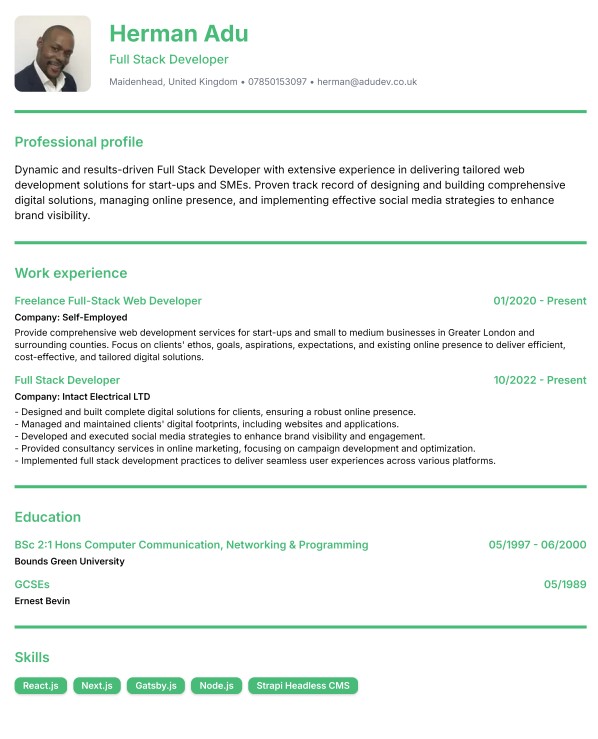 Herman Adu
Full Stack Developer
Maidenhead, United Kingdom • 07850153097 • herman@adudev.co.uk
Professional profile
Dynamic and results-driven Full Stack Developer with extensive experience in delivering tailored web
development solutions for start-ups and SMEs. Proven track record of designing and building comprehensive
digital solutions, managing online presence, and implementing effective social media strategies to enhance
brand visibility.
Work experience
Freelance Full-Stack Web Developer 01/2020 - Present
Company: Self-Employed
Provide comprehensive web development services for start-ups and small to medium businesses in Greater London and
surrounding counties. Focus on clients' ethos, goals, aspirations, expectations, and existing online presence to deliver efficient,
cost-effective, and tailored digital solutions.
Full Stack Developer 10/2022 - Present
Company: Intact Electrical LTD
- Designed and built complete digital solutions for clients, ensuring a robust online presence.
- Managed and maintained clients' digital footprints, including websites and applications.
- Developed and executed social media strategies to enhance brand visibility and engagement.
- Provided consultancy services in online marketing, focusing on campaign development and optimization.
- Implemented full stack development practices to deliver seamless user experiences across various platforms.
Education
BSc 2:1 Hons Computer Communication, Networking & Programming 05/1997 - 06/2000
Bounds Green University
GCSEs 05/1989
Ernest Bevin
Skills
React.js Next.js Gatsby.js Node.js Strapi Headless CMS